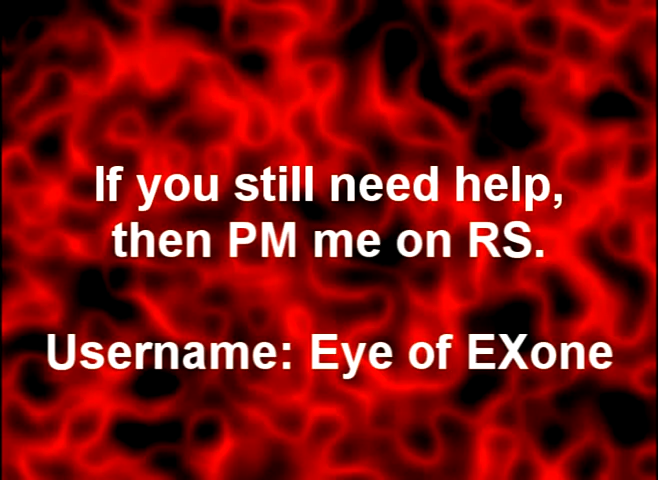 If you still need help,
then PM me on RS.
Username: Eye of EXone